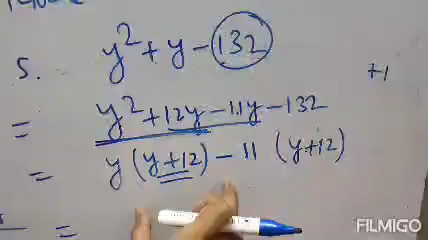 5. y² + y - 132
+1
= y² + 12y - 11y - 132
= y (y+12) - 11 (y+12)
=
FILMIGO